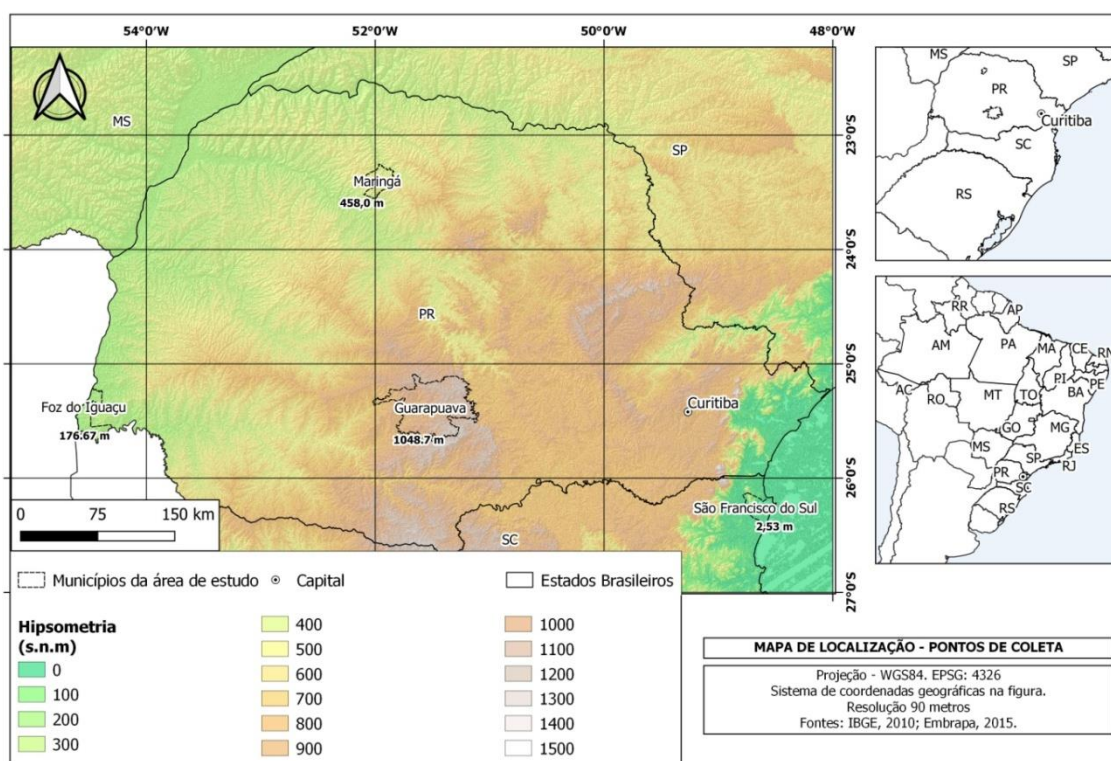 54°0'W
52°0'W
50°0'W
48°0'W
MS
SP
Maringá
458,0 m
23°0'S
24°0'S
PR
25°0'S
Foz do Iguaçu
176.67 m
Guarapuava
1048.7 m
Curitiba
26°0'S
São Francisco do Sul
2,53 m
SC
27°0'S
0 75 150 km
MS
SP
PR
Curitiba
SC
RS
RR
AP
AM
PA
MA
CE
RN
PI
PE
AC
RO
MT
TO
BA
GO
MG
MS
ES
SP
RJ
PR
SC
RS
Municípios da área de estudo
Capital
Estados Brasileiros
Hipsometria
(s.n.m)
0
100
200
300
400
500
600
700
800
900
1000
1100
1200
1300
1400
1500
MAPA DE LOCALIZAÇÃO - PONTOS DE COLETA
Projeção - WGS84. EPSG: 4326
Sistema de coordenadas geográficas na figura.
Resolução 90 metros
Fontes: IBGE, 2010; Embrapa, 2015.